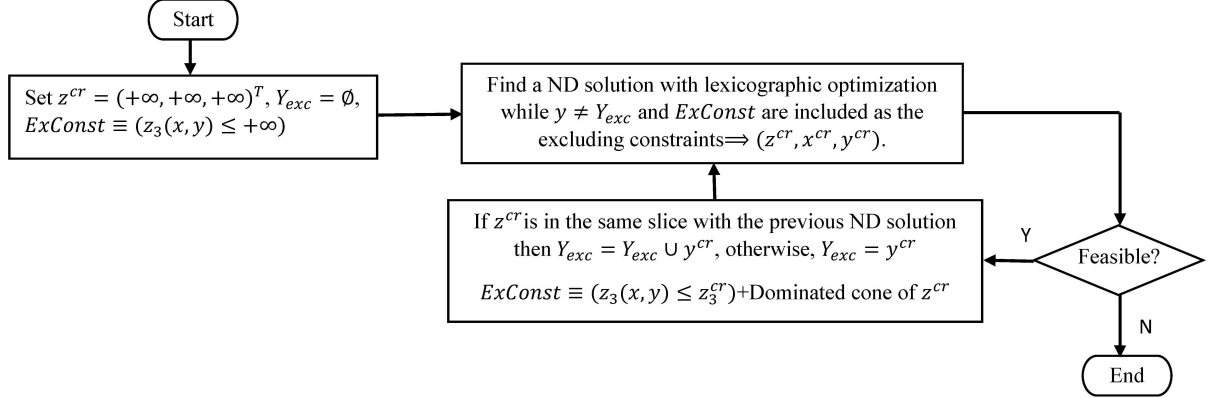 Start
Set z^{cr} = (+∞, +∞, +∞)^T, Y_{exc} = ∅,
ExConst ≡ (z_3(x, y) ≤ +∞)
Find a ND solution with lexicographic optimization
while y ≠ Y_{exc} and ExConst are included as the
excluding constraints⟹ (z^{cr}, x^{cr}, y^{cr}).
If z^{cr} is in the same slice with the previous ND solution
then Y_{exc} = Y_{exc} ∪ y^{cr}, otherwise, Y_{exc} = y^{cr}
ExConst ≡ (z_3(x, y) ≤ z_3^{cr})+Dominated cone of z^{cr}
Y
Feasible?
N
End